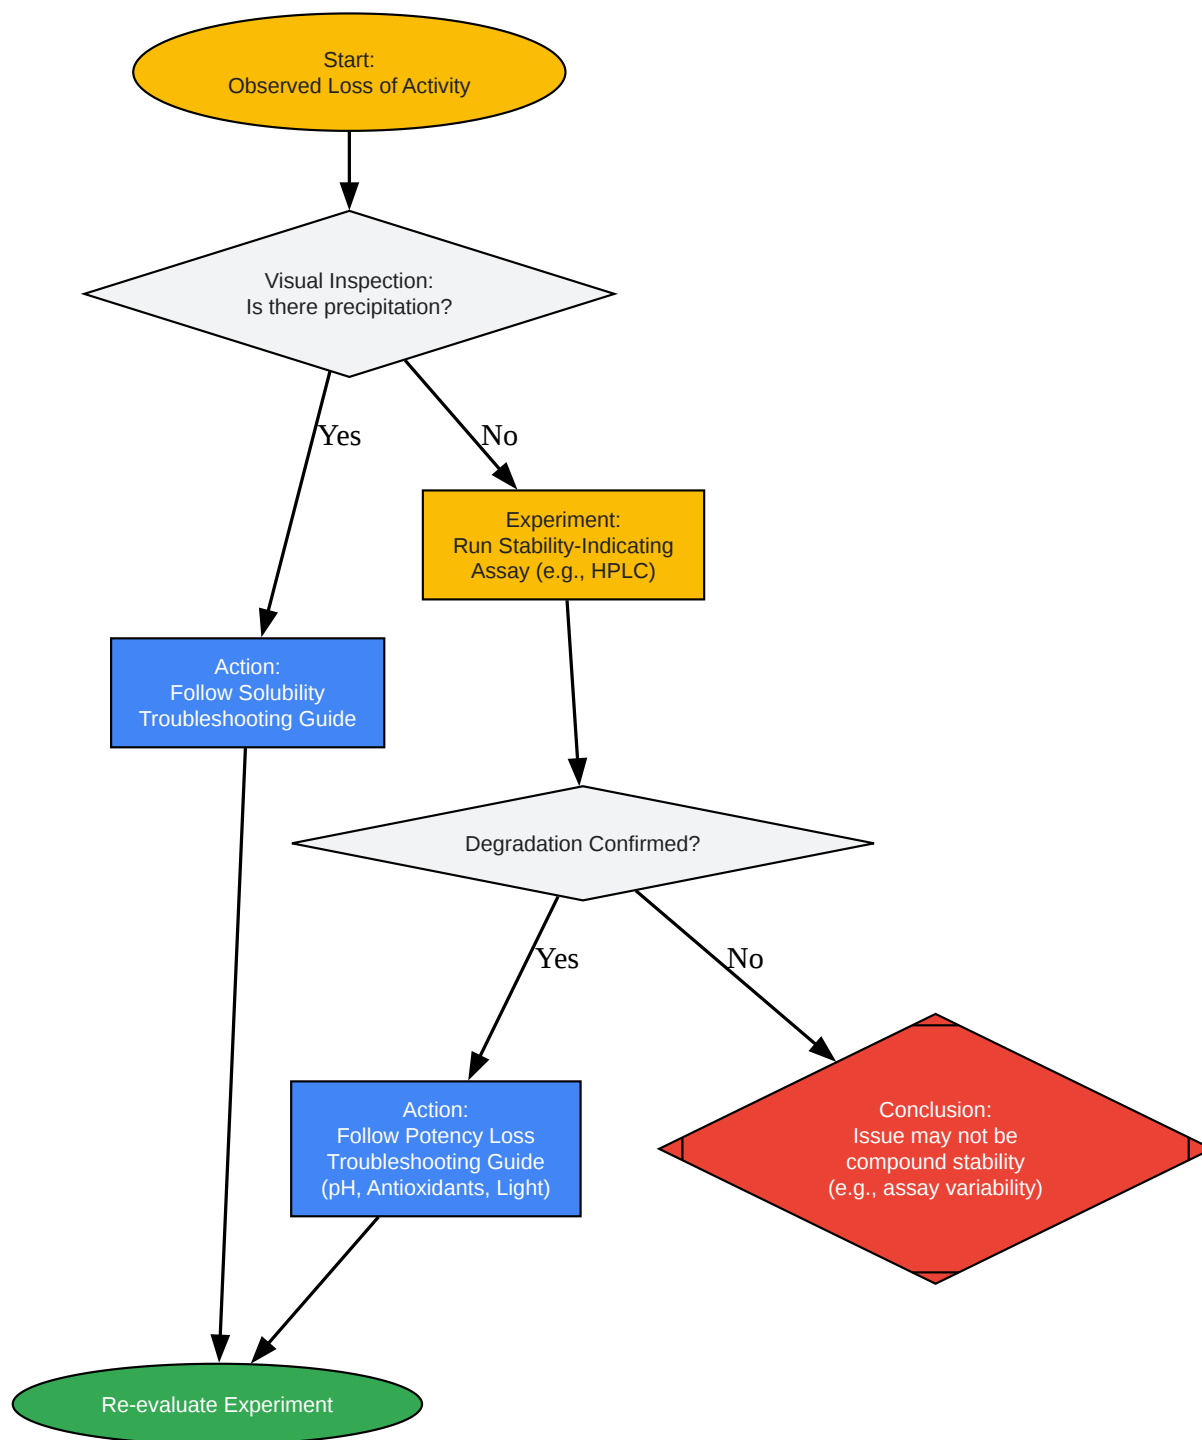 Start:
Observed Loss of Activity
Visual Inspection:
Is there precipitation?
Yes
No
Experiment:
Run Stability-Indicating
Assay (e.g., HPLC)
Action:
Follow Solubility
Troubleshooting Guide
Degradation Confirmed?
Yes
No
Action:
Follow Potency Loss
Troubleshooting Guide
(pH, Antioxidants, Light)
Conclusion:
Issue may not be
compound stability
(e.g., assay variability)
Re-evaluate Experiment